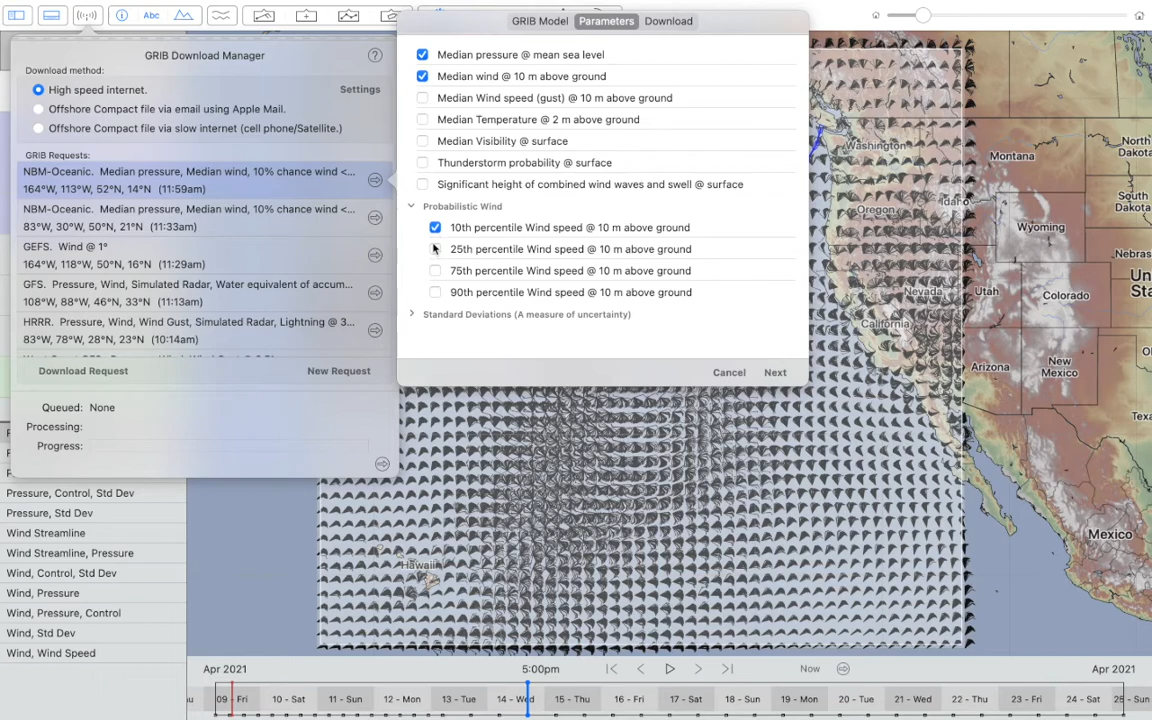 Abc
GRIB Download Manager
?
Download method:
High speed internet.
Settings
Offshore Compact file via email using Apple Mail.
Offshore Compact file via slow internet (cell phone/Satellite.)
GRIB Requests:
NBM-Oceanic. Median pressure, Median wind, 10% chance wind <...
164°W, 113°W, 52°N, 14°N (11:59am)
NBM-Oceanic. Median pressure, Median wind, 10% chance wind <...
83°W, 30°W, 50°N, 21°N (11:33am)
GEFS. Wind @ 1°
164°W, 118°W, 50°N, 16°N (11:29am)
GFS. Pressure, Wind, Simulated Radar, Water equivalent of accum...
108°W, 88°W, 46°N, 33°N (11:13am)
HRRR. Pressure, Wind, Wind Gust, Simulated Radar, Lightning @ 3...
83°W, 78°W, 28°N, 23°N (10:14am)
Download Request
New Request
Queued: None
Processing:
Progress:
Pressure, Control, Std Dev
Pressure, Std Dev
Wind Streamline
Wind Streamline, Pressure
Wind, Control, Std Dev
Wind, Pressure
Wind, Pressure, Control
Wind, Std Dev
Wind, Wind Speed
GRIB Model
Parameters
Download
Median pressure @ mean sea level
Median wind @ 10 m above ground
Median Wind speed (gust) @ 10 m above ground
Median Temperature @ 2 m above ground
Median Visibility @ surface
Thunderstorm probability @ surface
Significant height of combined wind waves and swell @ surface
Probabilistic Wind
10th percentile Wind speed @ 10 m above ground
25th percentile Wind speed @ 10 m above ground
75th percentile Wind speed @ 10 m above ground
90th percentile Wind speed @ 10 m above ground
Standard Deviations (A measure of uncertainty)
Cancel
Next
Washington
Montana
North
Dakota
Oregon
Idaho
South
Dakota
Wyoming
Nevada
Utah
Colorado
Uni
Sta
California
Arizona
New
Mexico
Texa
Mexico
Hawaii
Apr 2021
5:00pm
Now
Apr 2021
09 - Fri
10 - Sat
11 - Sun
12 - Mon
13 - Tue
14 - Wed
15 - Thu
16 - Fri
17 - Sat
18 - Sun
19 - Mon
20 - Tue
21 - Wed
22 - Thu
23 - Fri
24 - Sat
25 - Sun